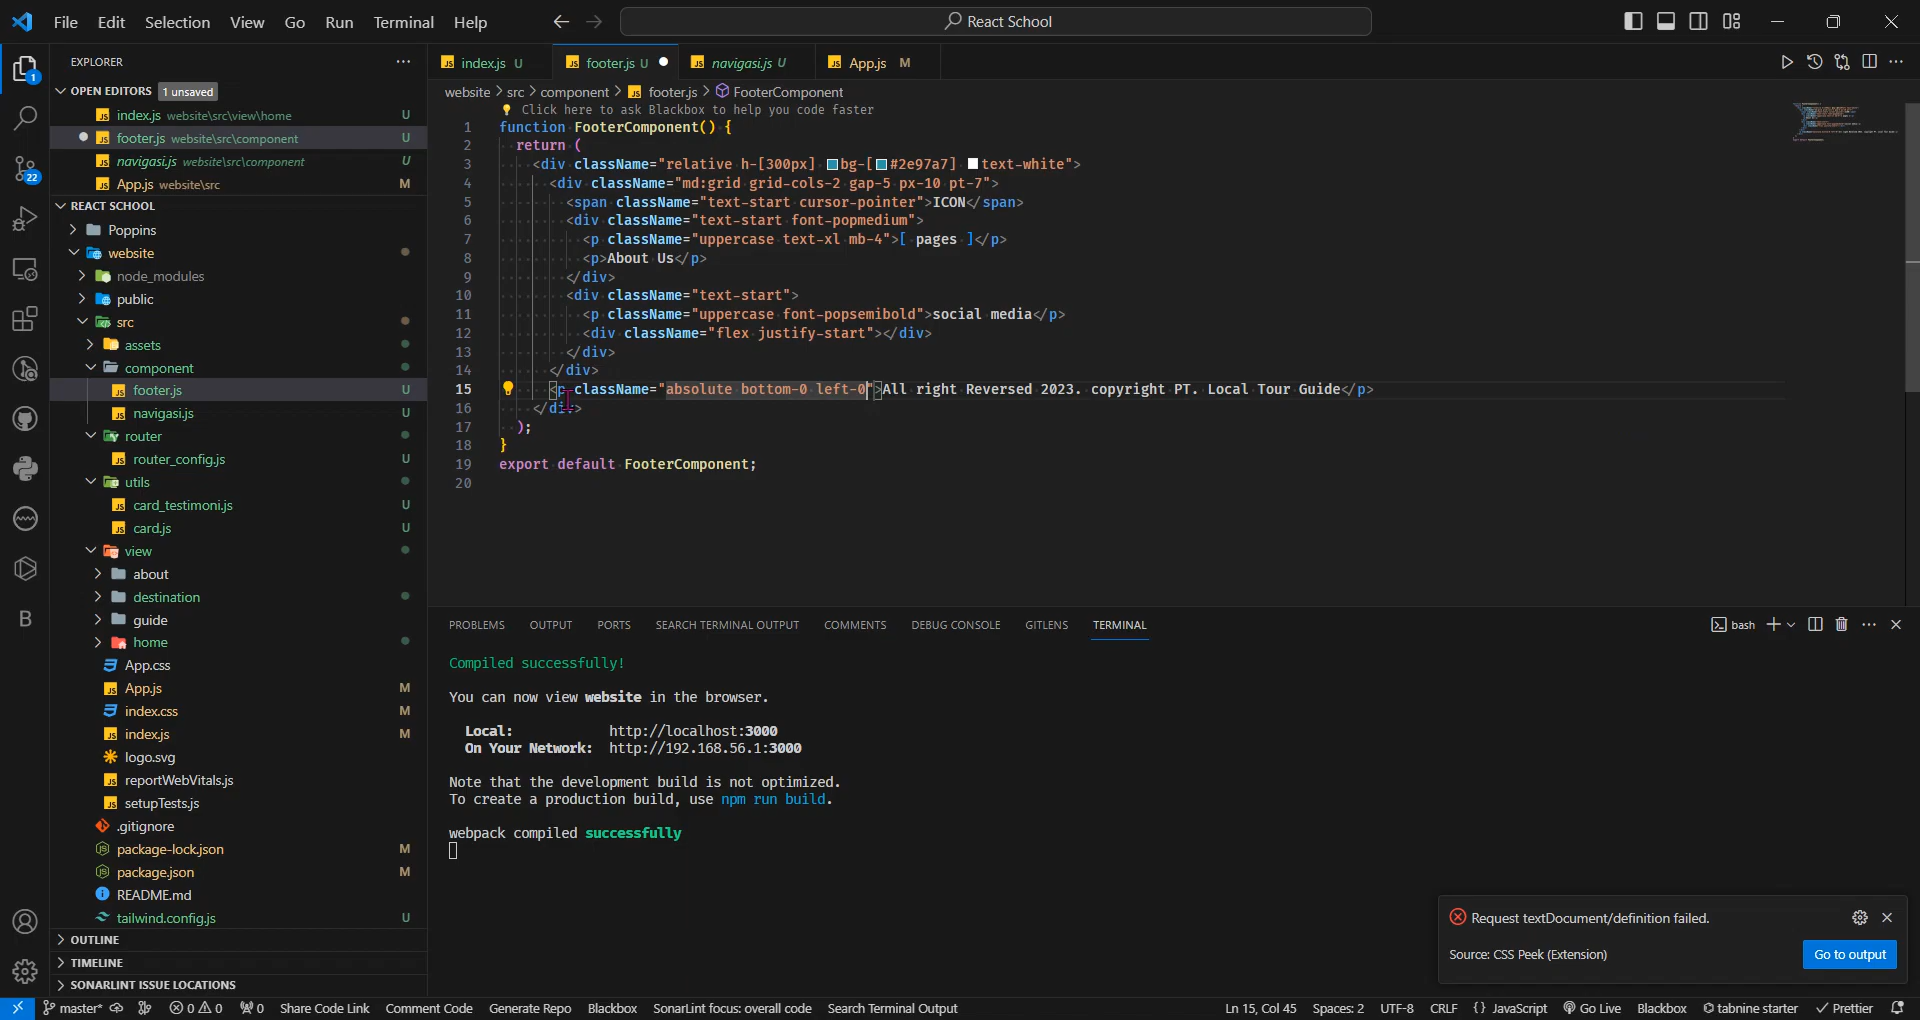 File Edit Selection View Go Run Terminal Help
React School
EXPLORER
OPEN EDITORS 1 unsaved
index.js website\src\view\home U
footer.js website\src\component U
navigasi.js website\src\component U
App.js website\src M
REACT SCHOOL
Poppins
website
node_modules
public
src
assets
component
footer.js U
navigasi.js U
router
router_config.js U
utils
card_testimoni.js U
card.js U
view
about
destination
guide
home
App.css
App.js M
index.css M
index.js M
logo.svg
reportWebVitals.js
setupTests.js
.gitignore
package-lock.json M
package.json M
README.md
tailwind.config.js U
OUTLINE
TIMELINE
SONARLINT ISSUE LOCATIONS
1
22
index.js U footer.js U navigasi.js U App.js M
website > src > component > footer.js > FooterComponent
Click here to ask Blackbox to help you code faster
1 function FooterComponent() {
2 return (
3 <div className="relative h-[300px] bg-[#2e97a7] text-white">
4 <div className="md:grid grid-cols-2 gap-5 px-10 pt-7">
5 <span className="text-start cursor-pointer">ICON</span>
6 <div className="text-start font-popmedium">
7 <p className="uppercase text-xl mb-4">[ pages ]</p>
8 <p>About Us</p>
9 </div>
10 <div className="text-start">
11 <p className="uppercase font-popsemibold">social media</p>
12 <div className="flex justify-start"></div>
13 </div>
14 </div>
15 <p className="absolute bottom-0 left-0">All right Reversed 2023. copyright PT. Local Tour Guide</p>
16 </div>
17 );
18 }
19 export default FooterComponent;
20
PROBLEMS OUTPUT PORTS SEARCH TERMINAL OUTPUT COMMENTS DEBUG CONSOLE GITLENS TERMINAL
bash
Compiled successfully!
You can now view website in the browser.
Local: http://localhost:3000
On Your Network: http://192.168.56.1:3000
Note that the development build is not optimized.
To create a production build, use npm run build.
webpack compiled successfully
Request textDocument/definition failed.
Source: CSS Peek (Extension)
Go to output
master* 0 0 0 Share Code Link Comment Code Generate Repo Blackbox SonarLint focus: overall code Search Terminal Output
Ln 15, Col 45 Spaces: 2 UTF-8 CRLF {} JavaScript Go Live Blackbox tabnine starter Prettier